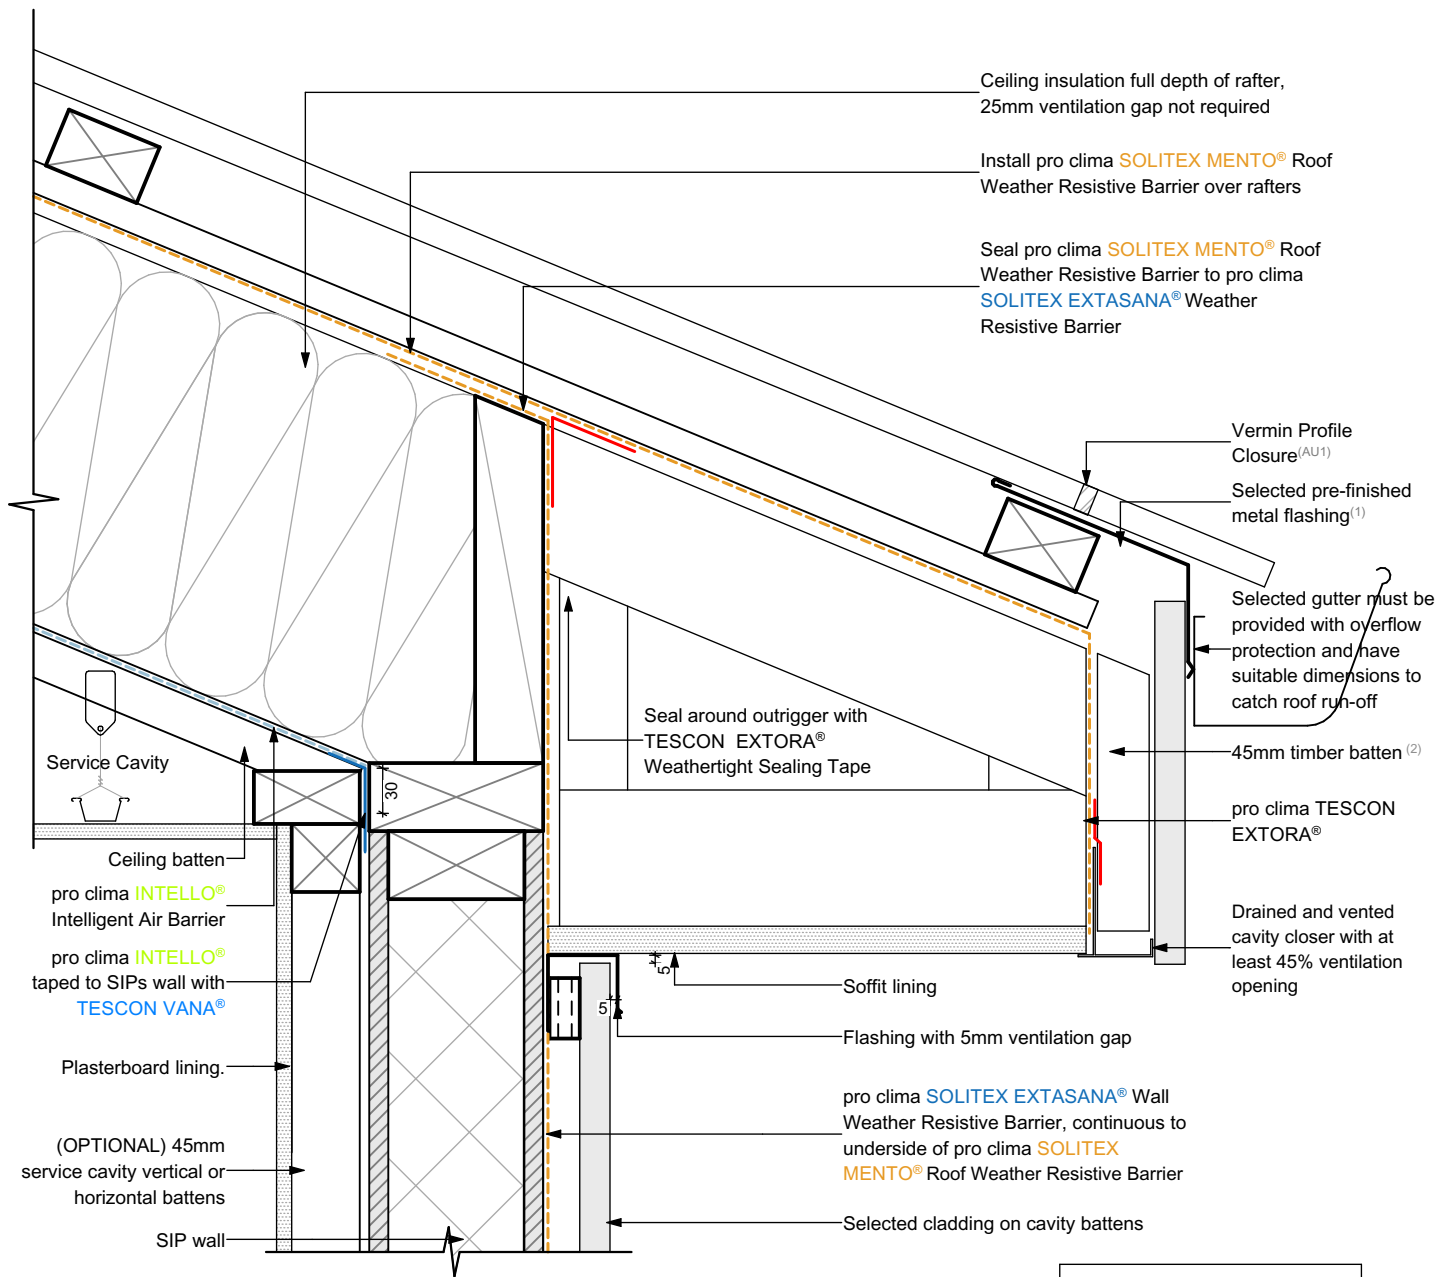 Ceiling insulation full depth of rafter,
25mm ventilation gap not required
Install pro clima SOLITEX MENTO® Roof
Weather Resistive Barrier over rafters
Seal pro clima SOLITEX MENTO® Roof
Weather Resistive Barrier to pro clima
SOLITEX EXTASANA® Weather
Resistive Barrier
Vermin Profile
Closure(AU1)
Selected pre-finished
metal flashing(1)
Selected gutter must be
provided with overflow
protection and have
suitable dimensions to
catch roof run-off
45mm timber batten (2)
pro clima TESCON
EXTORA®
Drained and vented
cavity closer with at
least 45% ventilation
opening
Seal around outrigger with
TESCON EXTORA®
Weathertight Sealing Tape
Service Cavity
30
Ceiling batten
pro clima INTELLO®
Intelligent Air Barrier
pro clima INTELLO®
taped to SIPs wall with
TESCON VANA®
Plasterboard lining.
(OPTIONAL) 45mm
service cavity vertical or
horizontal battens
SIP wall
5
5
Soffit lining
Flashing with 5mm ventilation gap
pro clima SOLITEX EXTASANA® Wall
Weather Resistive Barrier, continuous to
underside of pro clima SOLITEX
MENTO® Roof Weather Resistive Barrier
Selected cladding on cavity battens